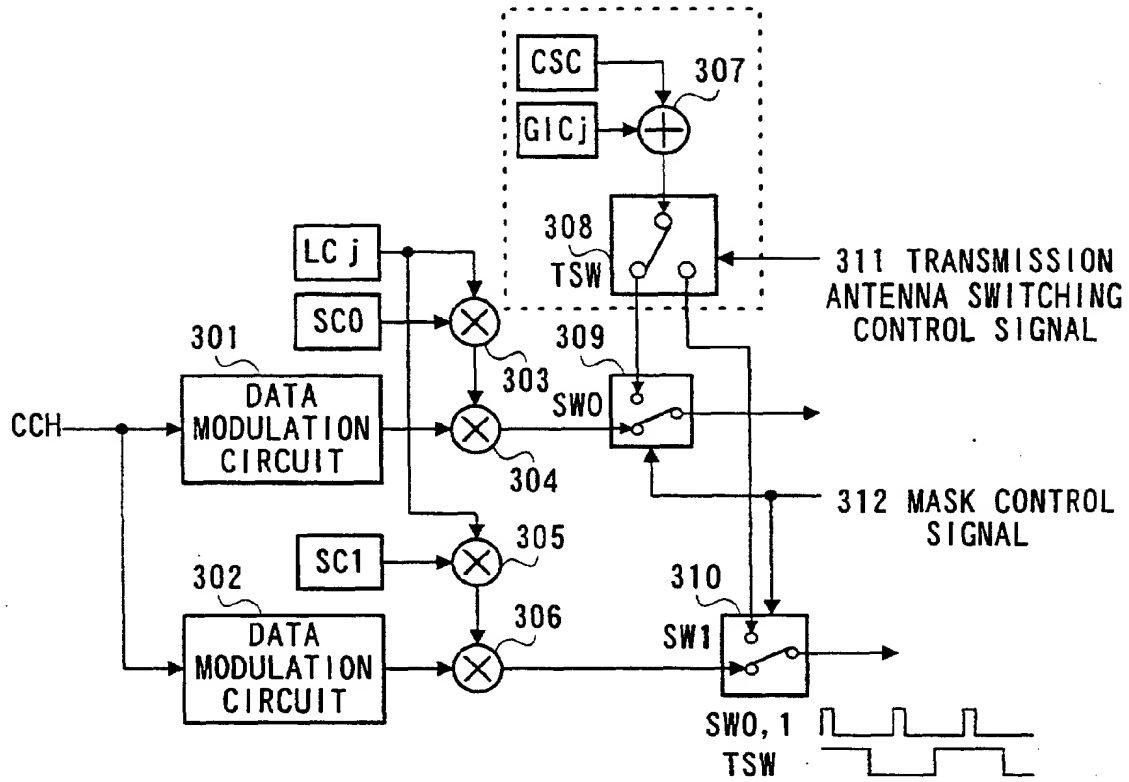 CSC
307
GICj
308
TSW
311 TRANSMISSION
ANTENNA SWITCHING
CONTROL SIGNAL
LCj
SC0
303
309
SW0
301
DATA
MODULATION
CIRCUIT
CCH
304
312 MASK CONTROL
SIGNAL
SC1
305
302
DATA
MODULATION
CIRCUIT
306
310
SW1
SW0,1
TSW